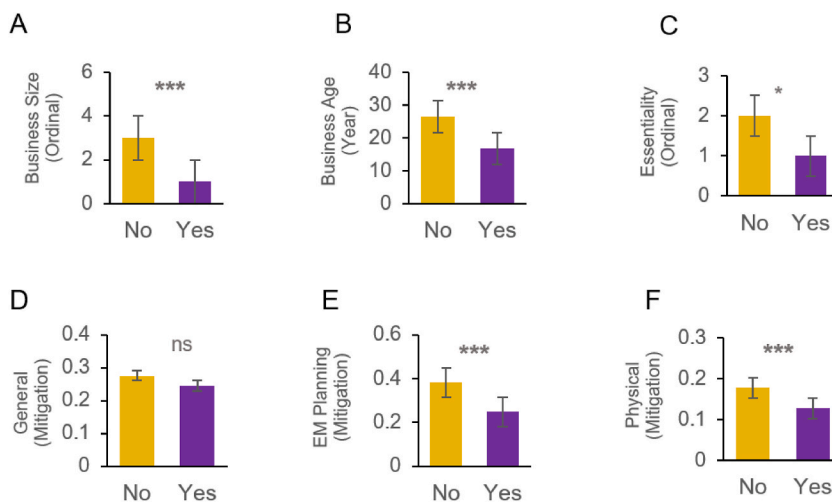 A
Business Size
(Ordinal)
6
4
2
0
***
No Yes
B
Business Age
(Year)
40
30
20
10
0
***
No Yes
C
Essentiality
(Ordinal)
3
2
1
0
*
No Yes
D
General
(Mitigation)
0.4
0.3
0.2
0.1
0
ns
No Yes
E
EM Planning
(Mitigation)
0.6
0.4
0.2
0
***
No Yes
F
Physical
(Mitigation)
0.3
0.2
0.1
0
***
No Yes